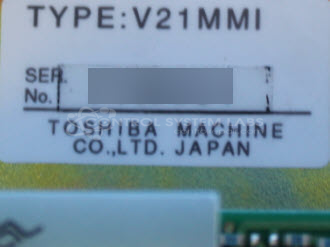 TYPE:V21MMI
SER.
No.
TOSHIBA MACHINE
CO.,LTD. JAPAN